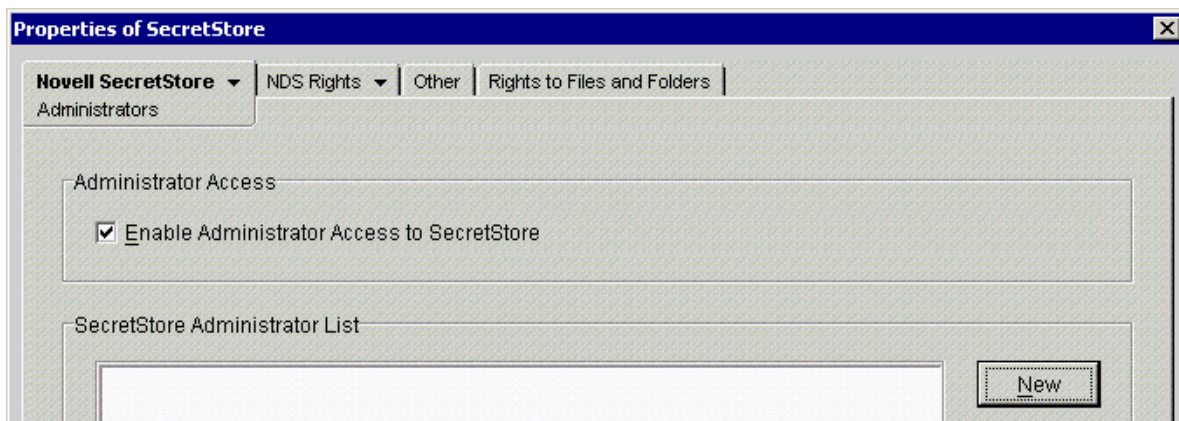 Properties of SecretStore
Novell SecretStore NDS Rights Other Rights to Files and Folders
Administrators
Administrator Access
Enable Administrator Access to SecretStore
SecretStore Administrator List
New